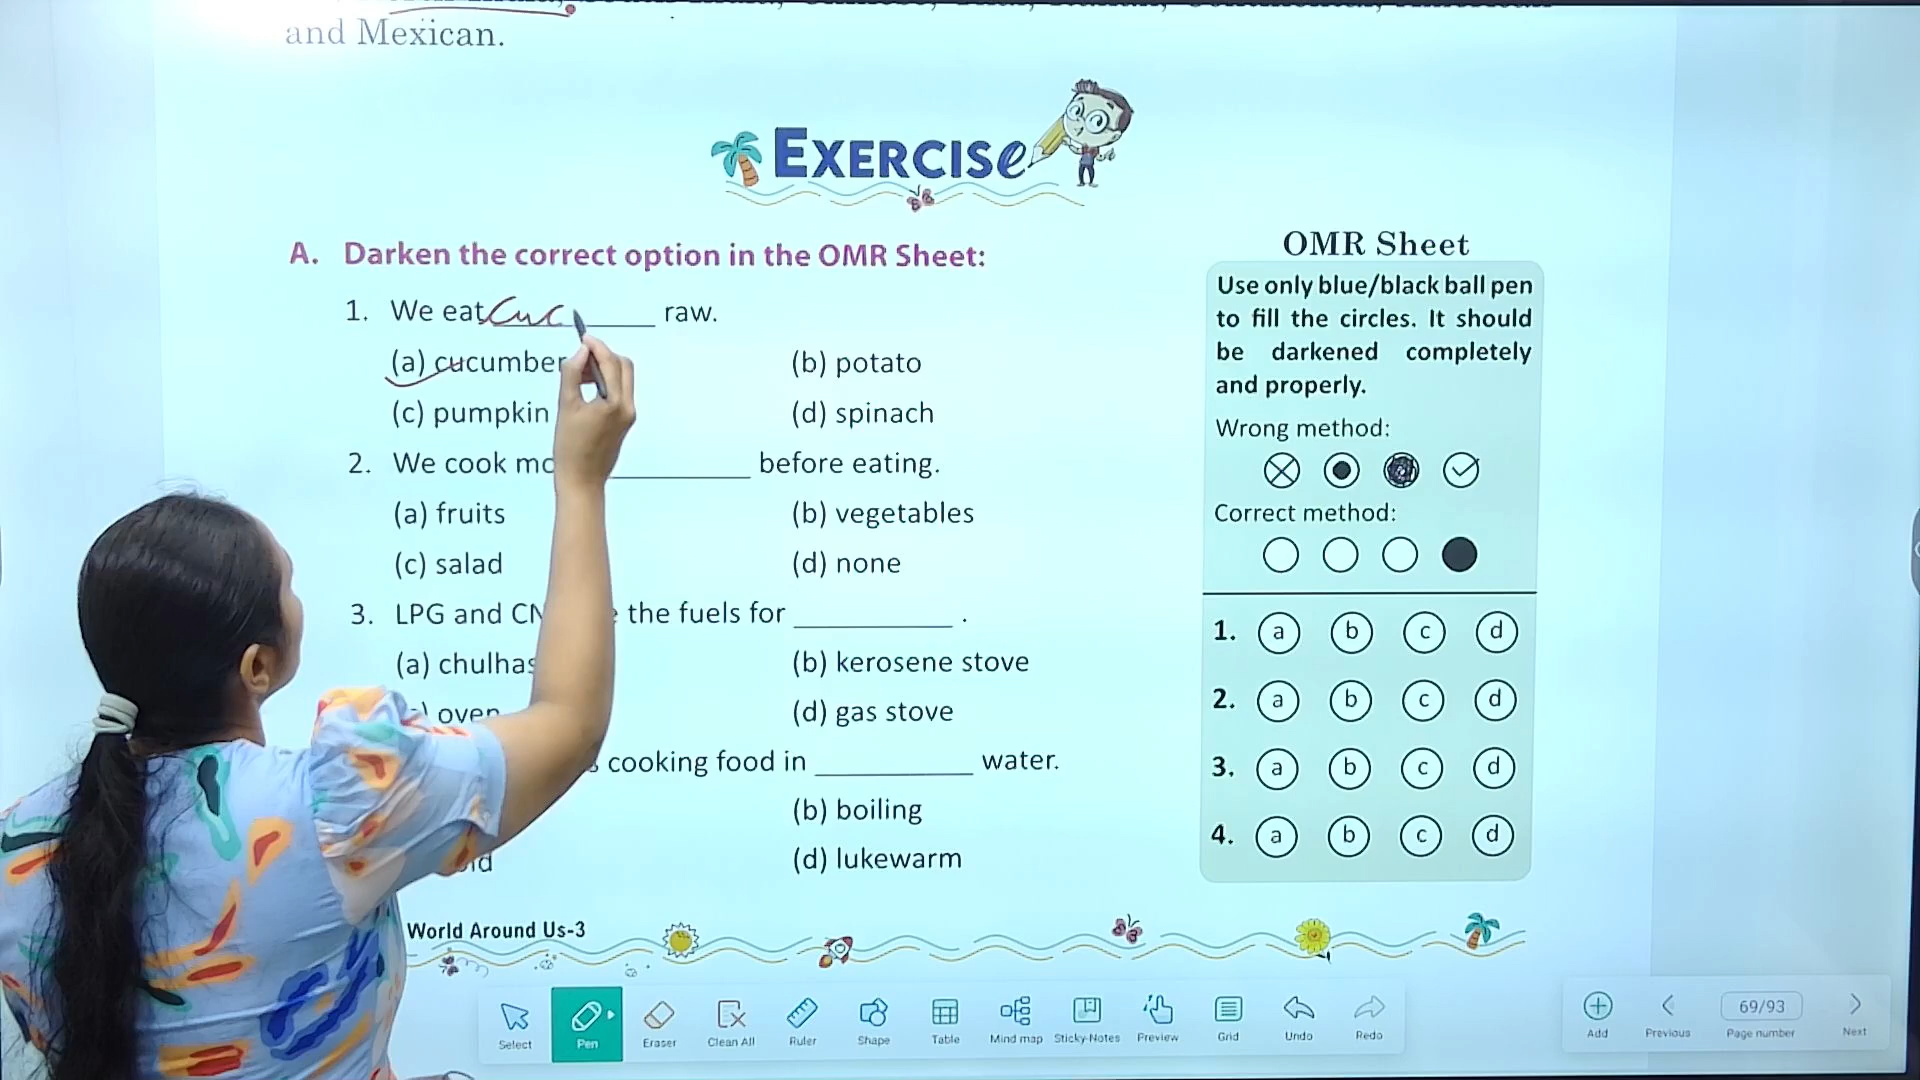 and Mexican.
EXERCISE
A. Darken the correct option in the OMR Sheet:
1. We eat Cuc raw.
(a) cucumber (b) potato
(c) pumpkin (d) spinach
2. We cook before eating.
(a) fruits (b) vegetables
(c) salad (d) none
3. LPG and the fuels for ____________ .
(a) chulhas (b) kerosene stove
oven (d) gas stove
cooking food in ____________ water.
(b) boiling
(d) lukewarm
World Around Us-3
OMR Sheet
Use only blue/black ball pen
to fill the circles. It should
be darkened completely
and properly.
Wrong method:
Correct method:
1. a b c d
2. a b c d
3. a b c d
4. a b c d
Select Pen Eraser Clean All Ruler Shape Table Mind map Sticky-Notes Preview Grid Undo Redo
69/93
Add Previous Page number Next